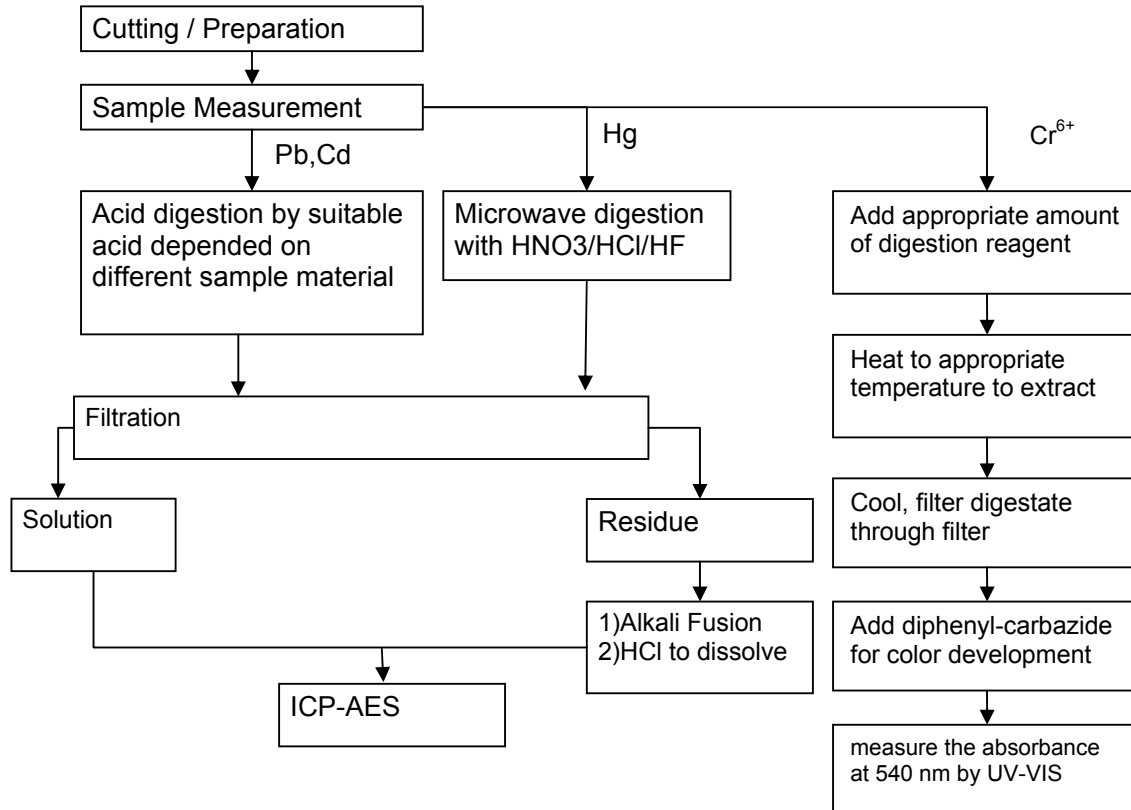 Cutting / Preparation
Sample Measurement
Pb,Cd
Hg
Cr6+
Acid digestion by suitable
acid depended on
different sample material
Microwave digestion
with HNO3/HCl/HF
Add appropriate amount
of digestion reagent
Heat to appropriate
temperature to extract
Filtration
Solution
Residue
Cool, filter digestate
through filter
1)Alkali Fusion
2)HCl to dissolve
Add diphenyl-carbazide
for color development
ICP-AES
measure the absorbance
at 540 nm by UV-VIS